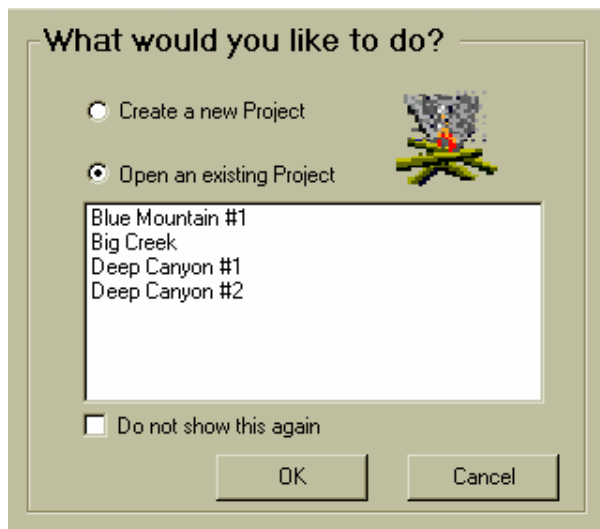 What would you like to do?
Create a new Project
Open an existing Project
Blue Mountain #1
Big Creek
Deep Canyon #1
Deep Canyon #2
Do not show this again
OK Cancel